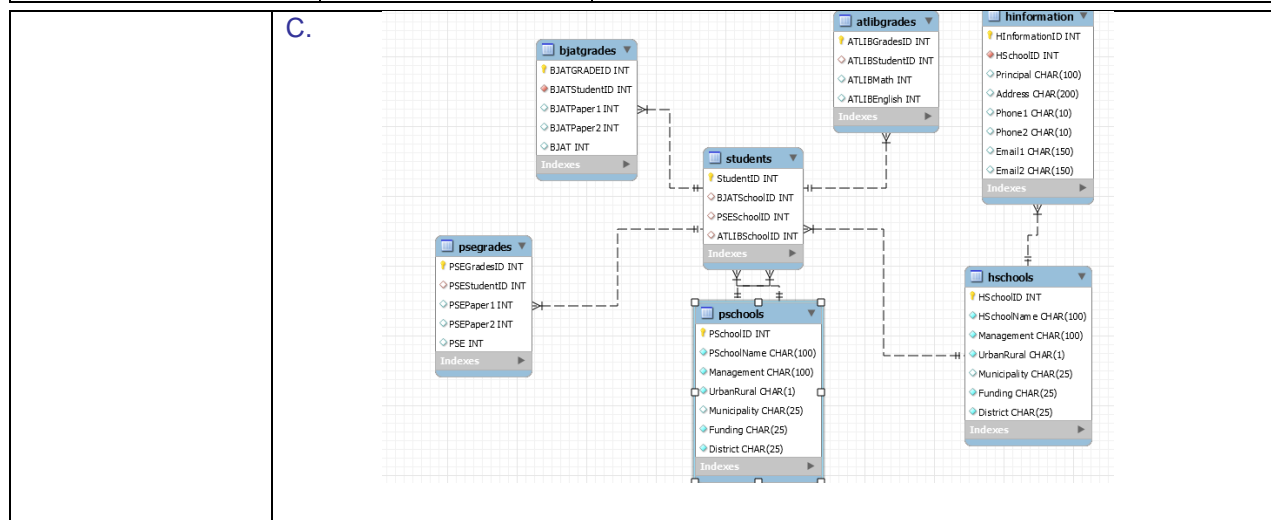 C.
bjatgrades
BJATGRADEID INT
BJATStudentID INT
BJATPaper1 INT
BJATPaper2 INT
BJAT INT
Indexes
atlibgrades
ATLIBGradesID INT
ATLIBStudentID INT
ATLIBMath INT
ATLIBEnglish INT
Indexes
hinformation
HInformationID INT
HSchoolID INT
Principal CHAR(100)
Address CHAR(200)
Phone1 CHAR(10)
Phone2 CHAR(10)
Email1 CHAR(150)
Email2 CHAR(150)
Indexes
students
StudentID INT
BJATSchoolID INT
PSESchoolID INT
ATLIBSchoolID INT
Indexes
psegrades
PSEGradesID INT
PSEStudentID INT
PSEPaper1 INT
PSEPaper2 INT
PSE INT
Indexes
pschools
PSchoolID INT
PSchoolName CHAR(100)
Management CHAR(100)
UrbanRural CHAR(1)
Municipality CHAR(25)
Funding CHAR(25)
District CHAR(25)
Indexes
hschools
HSchoolID INT
HSchoolName CHAR(100)
Management CHAR(100)
UrbanRural CHAR(1)
Municipality CHAR(25)
Funding CHAR(25)
District CHAR(25)
Indexes